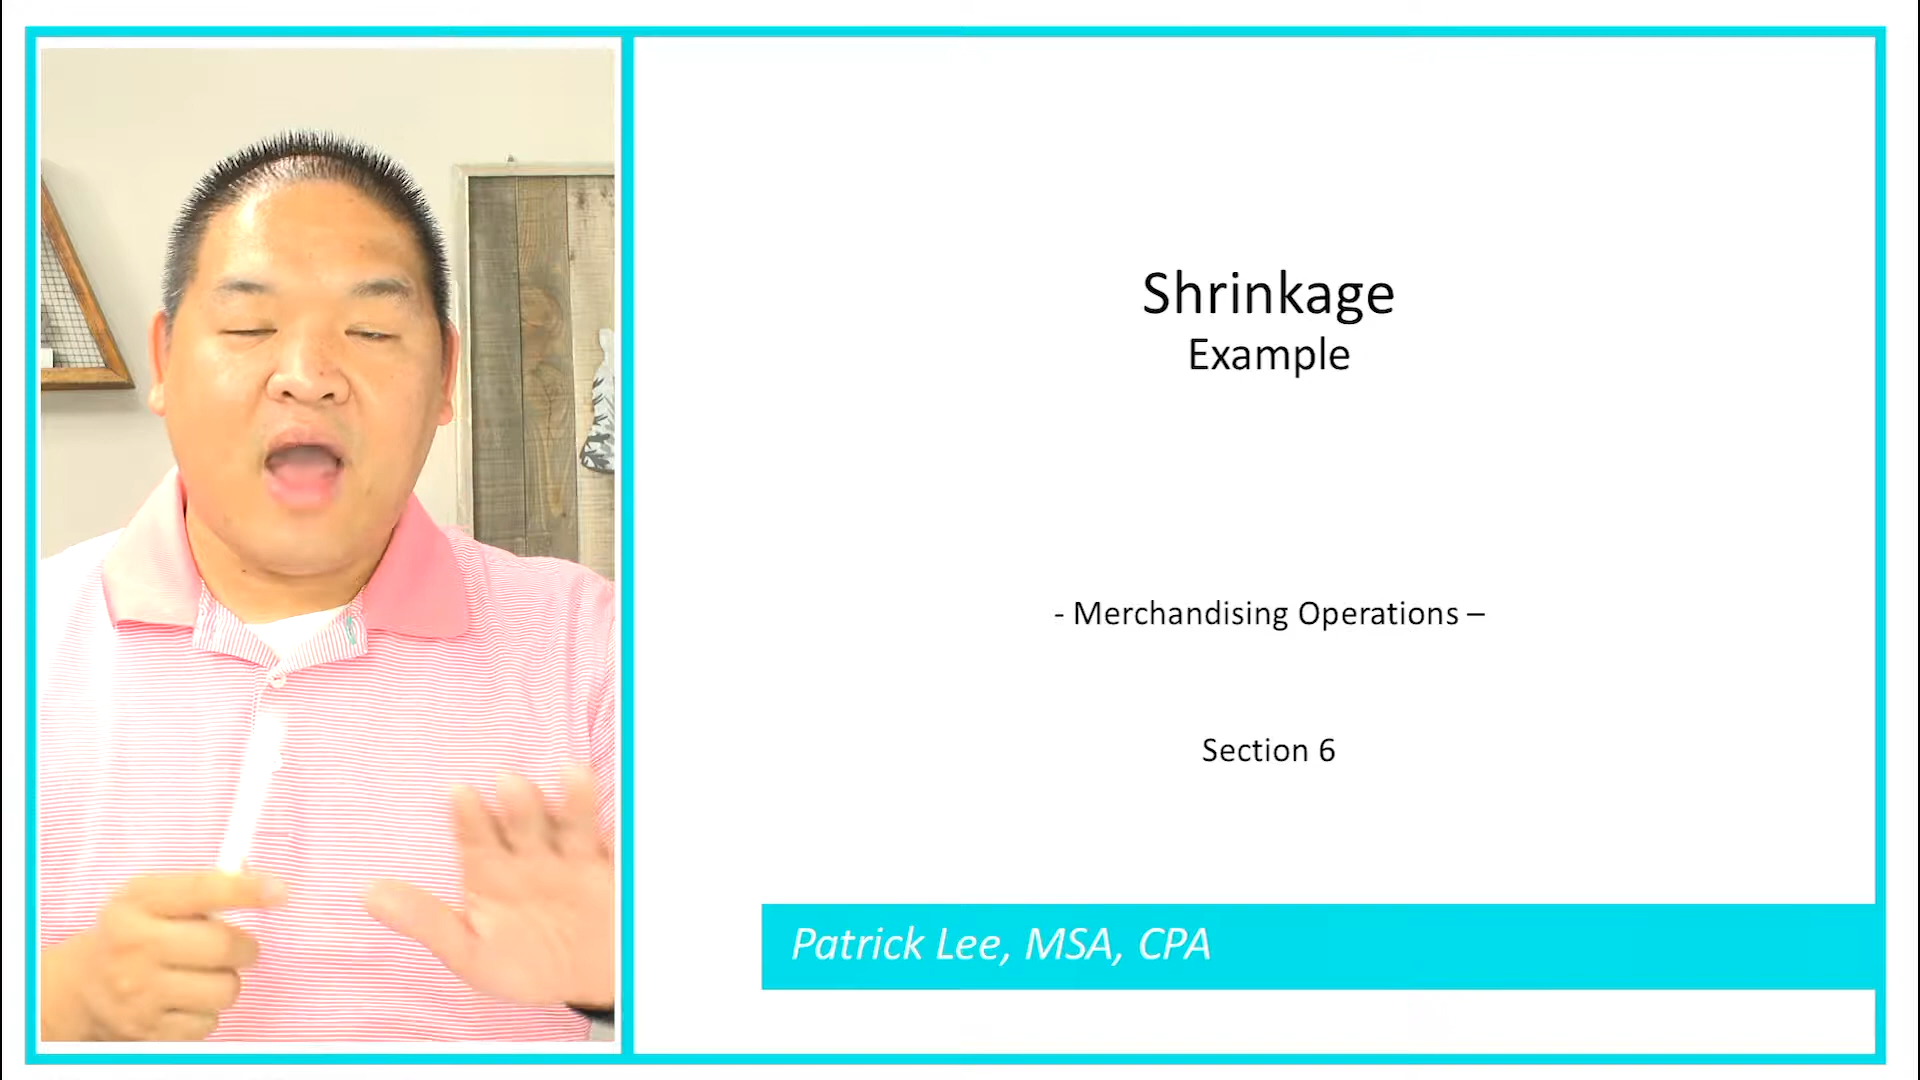 Shrinkage
Example
- Merchandising Operations –
Section 6
Patrick Lee, MSA, CPA